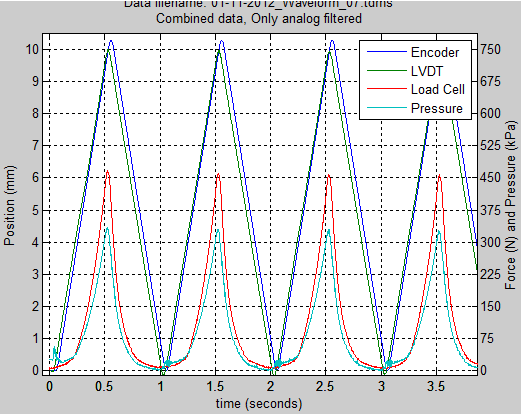 Data filename: 01-11-2012_Waveform_07.tdms
Combined data, Only analog filtered
10
9
8
7
6
5
4
3
2
1
0
Position (mm)
Encoder
LVDT
Load Cell
Pressure
750
675
600
525
450
375
300
225
150
75
0
Force (N) and Pressure (kPa)
0 0.5 1 1.5 2 2.5 3 3.5
time (seconds)